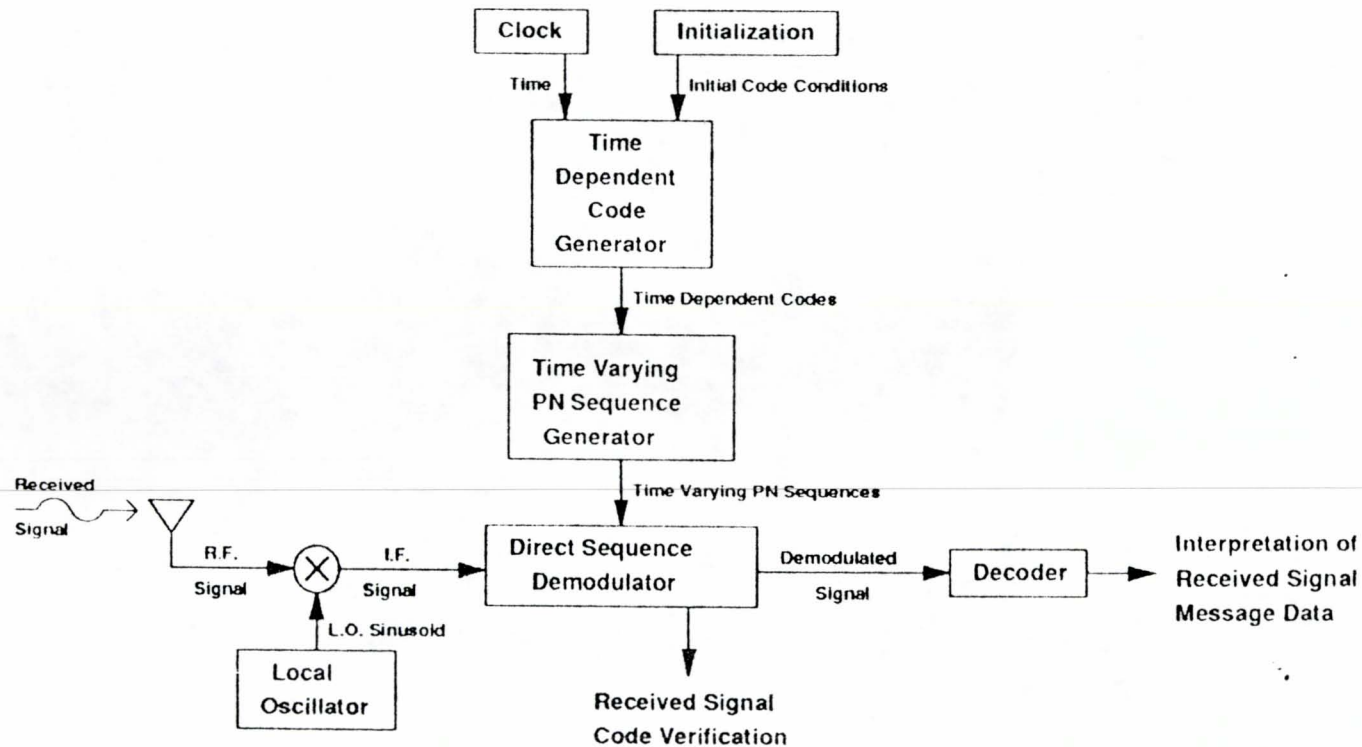 Clock
Initialization
Time
Initial Code Conditions
Time
Dependent
Code
Generator
Time Dependent Codes
Time Varying
PN Sequence
Generator
Time Varying PN Sequences
Received
Signal
R.F.
Signal
I.F.
Signal
L.O. Sinusoid
Local
Oscillator
Direct Sequence
Demodulator
Demodulated
Signal
Decoder
Interpretation of
Received Signal
Message Data
Received Signal
Code Verification